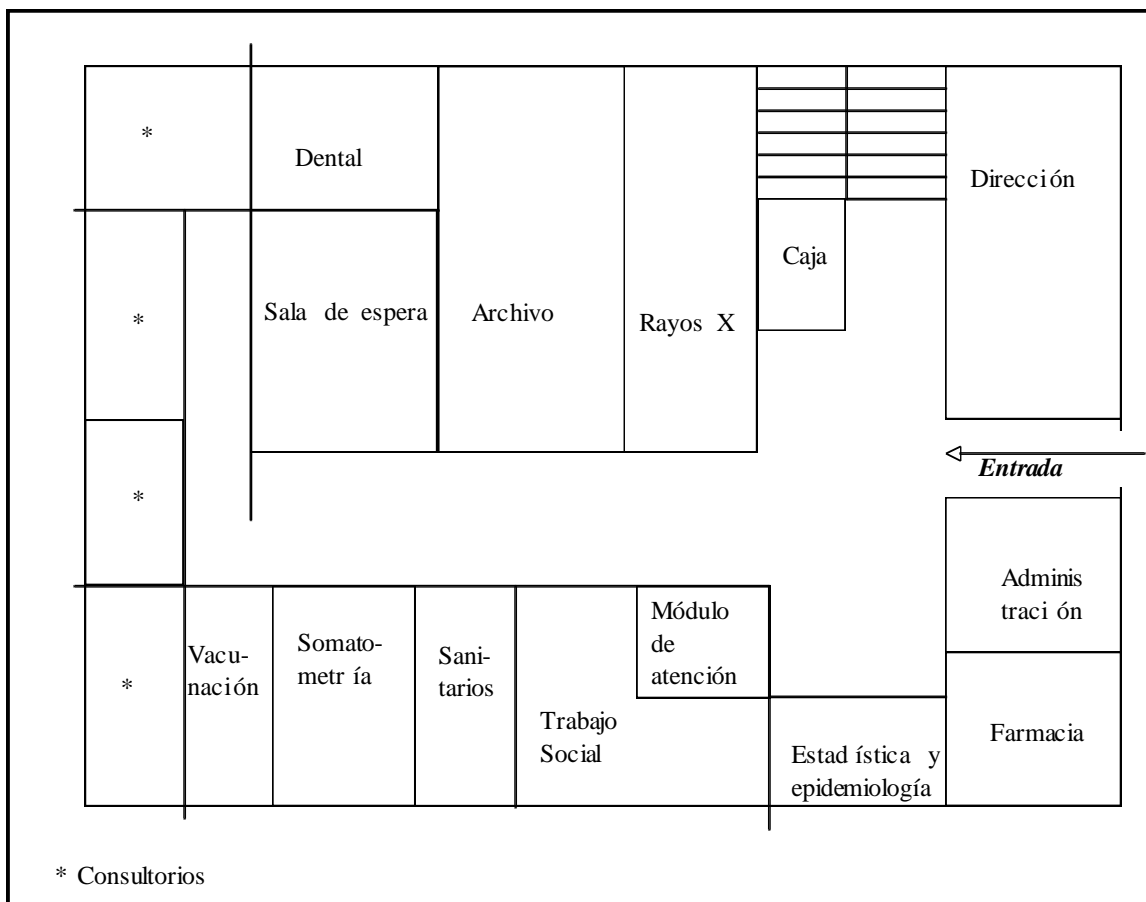 *
Dental
Dirección
Caja
*
Sala de espera
Archivo
Rayos X
Entrada
*
Adminis
tración
*
Vacu-
nación
Somato-
metría
Sani-
tarios
Trabajo
Social
Módulo
de
atención
Estadística y
epidemiología
Farmacia
* Consultorios